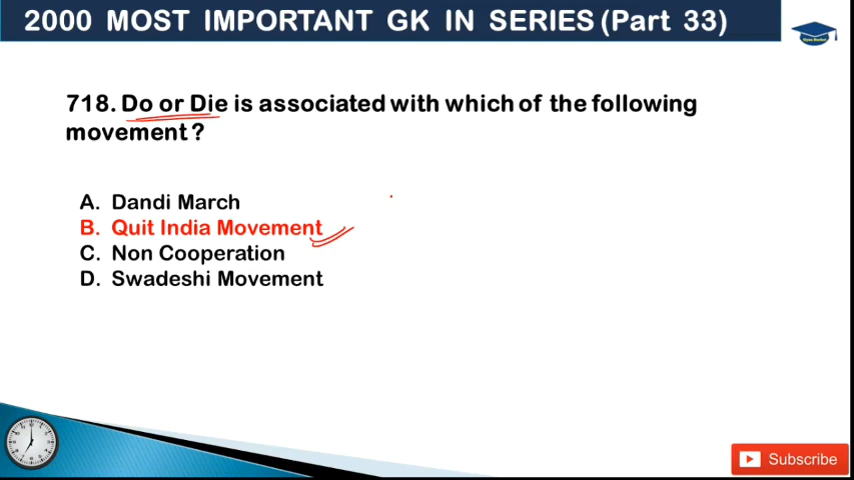 2000 MOST IMPORTANT GK IN SERIES (Part 33)
718. Do or Die is associated with which of the following
movement ?
A. Dandi March
B. Quit India Movement
C. Non Cooperation
D. Swadeshi Movement
Subscribe